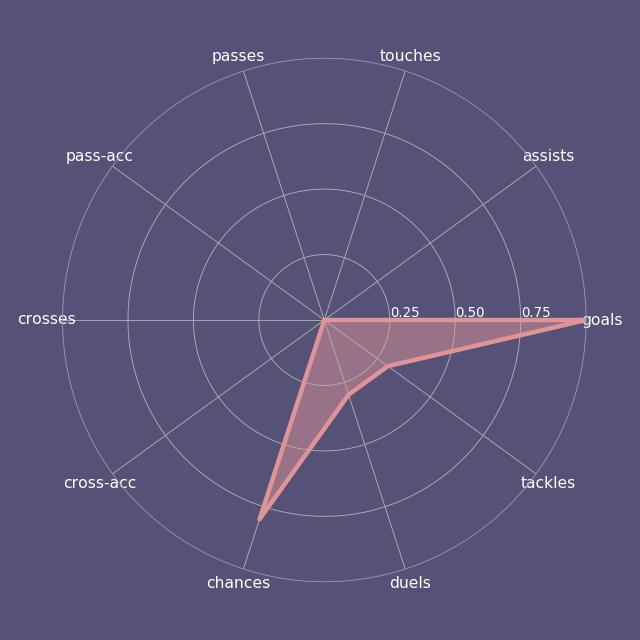 passes
touches
pass-acc
assists
crosses
0.25
0.50
0.75
goals
cross-acc
tackles
chances
duels